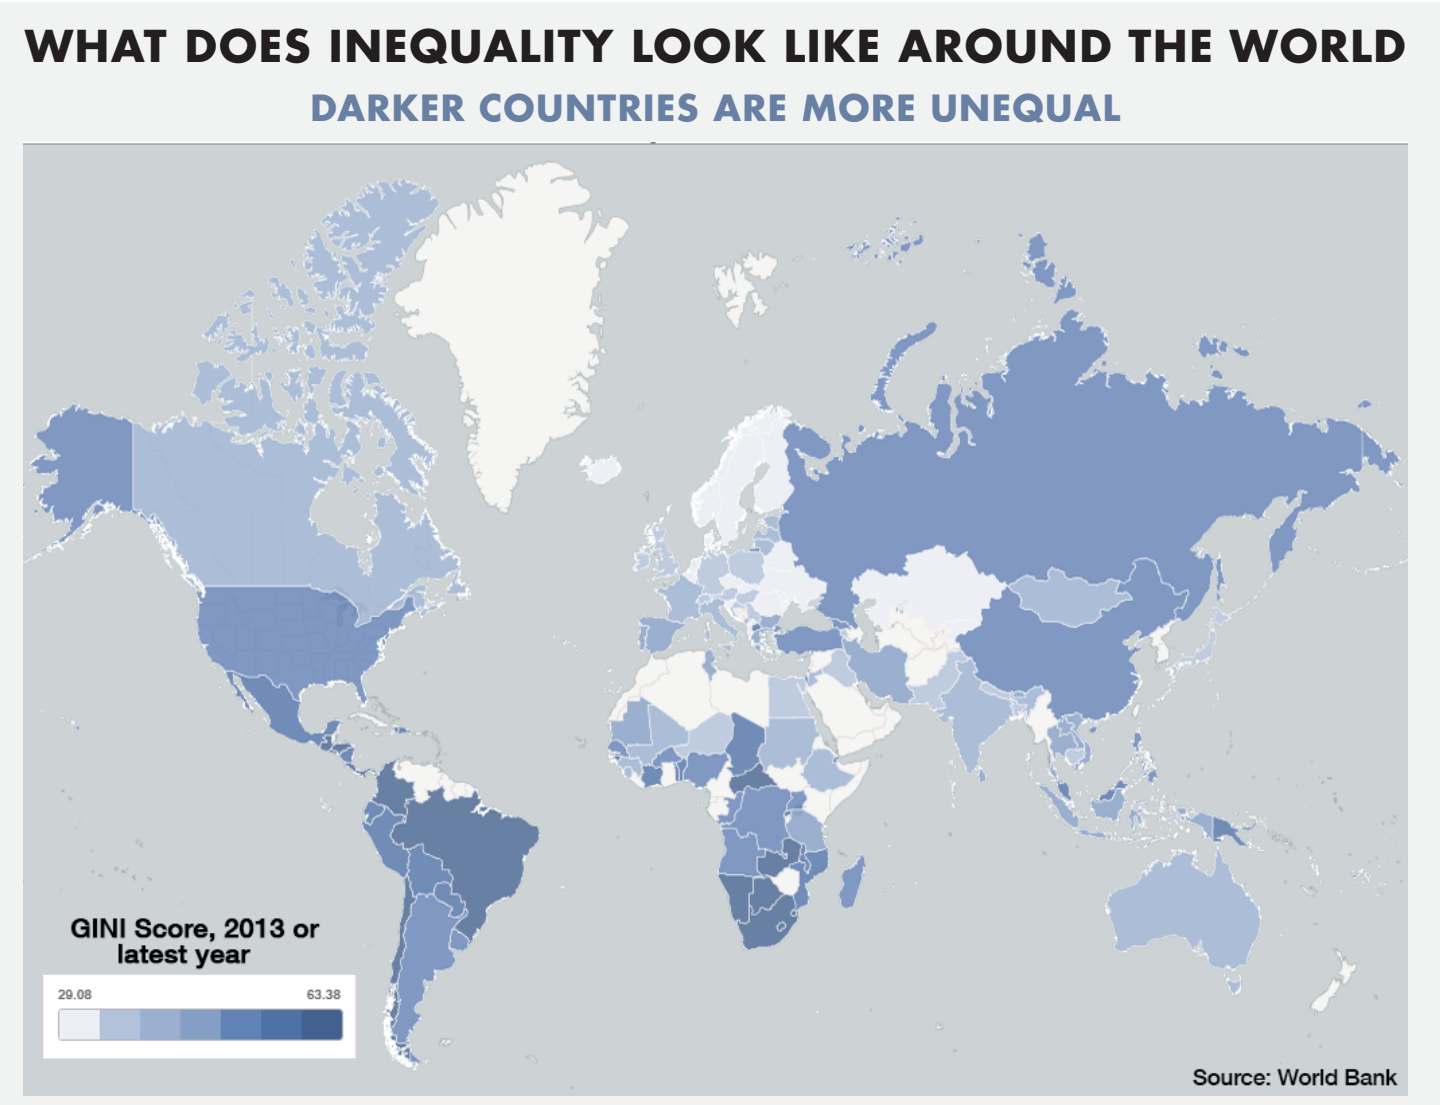 WHAT DOES INEQUALITY LOOK LIKE AROUND THE WORLD
DARKER COUNTRIES ARE MORE UNEQUAL
GINI Score, 2013 or
latest year
29.08 63.38
Source: World Bank